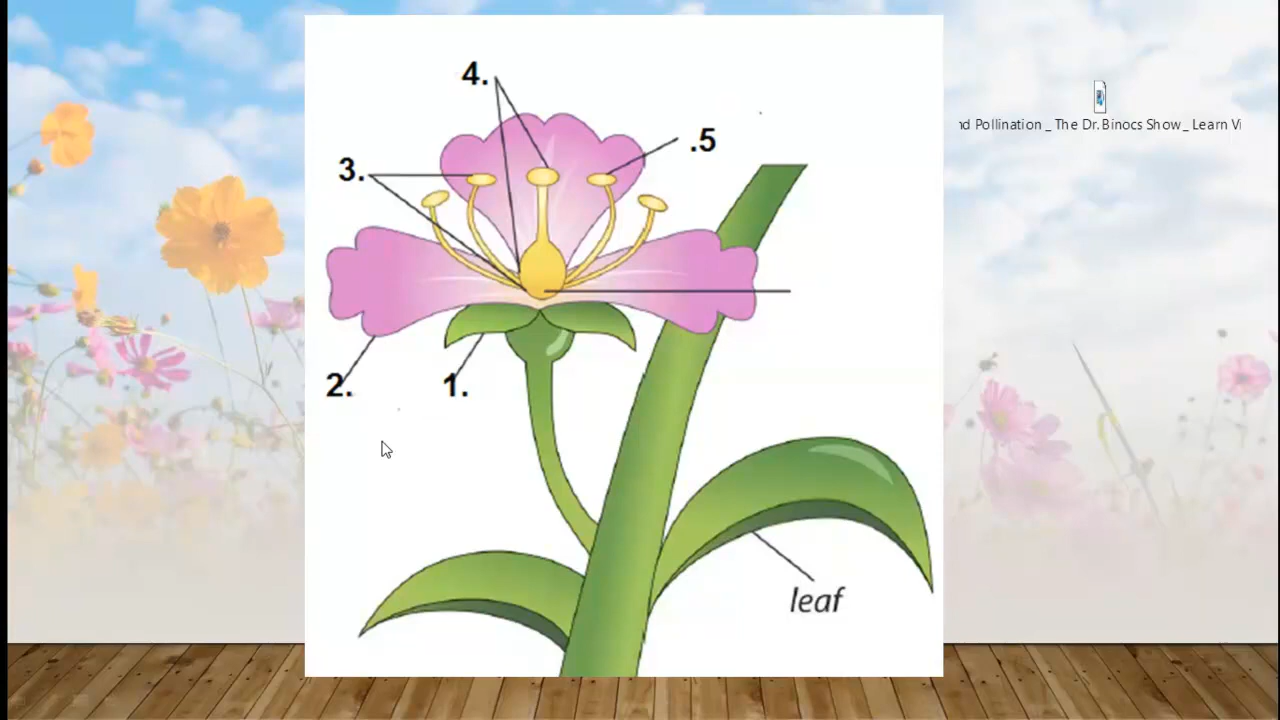 4.
.5
3.
nd Pollination _ The Dr. Binocs Show _ Learn Vi
2.
1.
leaf